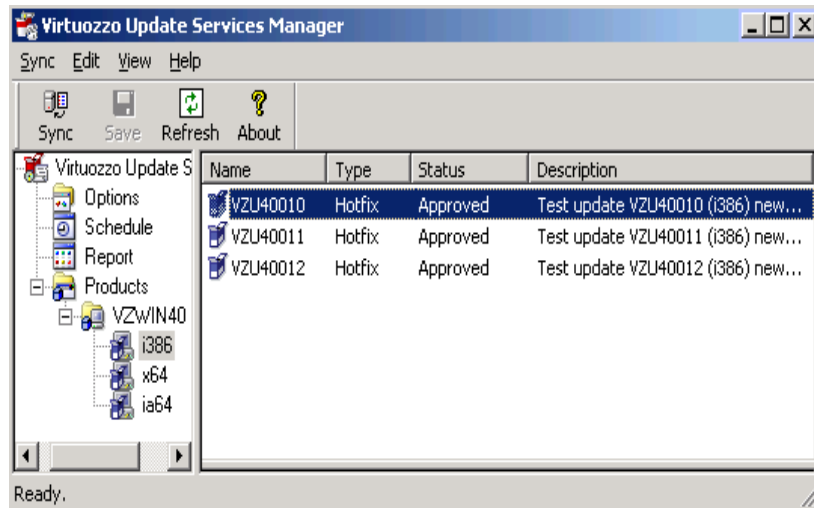 Virtuozzo Update Services Manager
Sync Edit View Help
Sync Save Refresh About
Virtuozzo Update S
Options
Schedule
Report
Products
VZWIN40
i386
x64
ia64
Name Type Status Description
VZU40010 Hotfix Approved Test update VZU40010 (i386) new...
VZU40011 Hotfix Approved Test update VZU40011 (i386) new...
VZU40012 Hotfix Approved Test update VZU40012 (i386) new...
Ready.